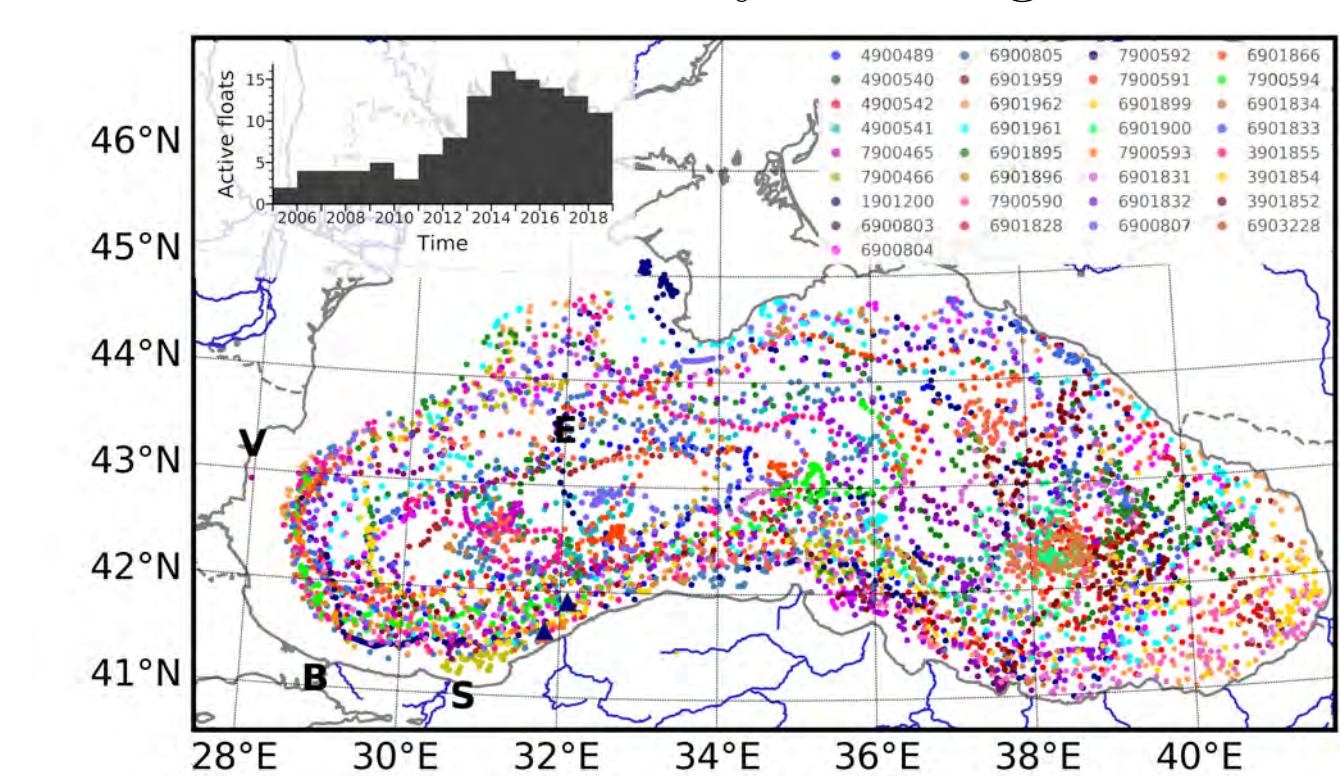 4900489 6900805 7900592 6901866
4900540 6901959 7900591 7900594
4900542 6901962 6901899 6901834
4900541 6901961 6901900 6901833
7900465 6901895 7900593 3901855
7900466 6901896 6901831 3901854
1901200 7900590 6901832 3901852
6900803 6901828 6900807 6903228
6900804
Active floats
15
10
5
0
2006 2008 2010 2012 2014 2016 2018
Time
46°N
45°N
44°N
43°N
42°N
41°N
V
E
B
S
28°E 30°E 32°E 34°E 36°E 38°E 40°E